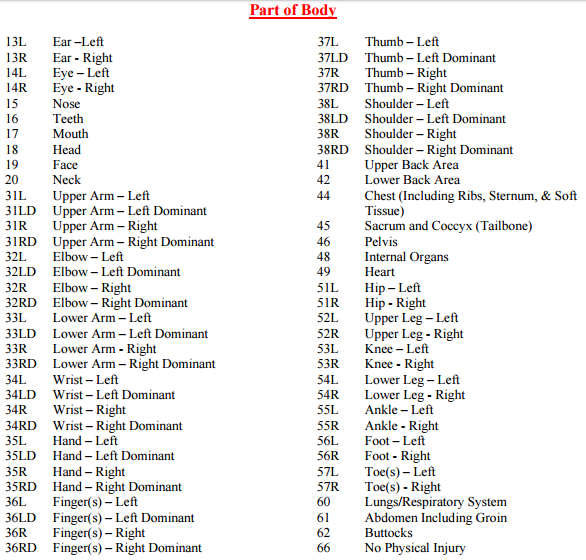 Part of Body
13L Ear –Left
13R Ear - Right
14L Eye – Left
14R Eye - Right
15 Nose
16 Teeth
17 Mouth
18 Head
19 Face
20 Neck
31L Upper Arm – Left
31LD Upper Arm – Left Dominant
31R Upper Arm – Right
31RD Upper Arm – Right Dominant
32L Elbow – Left
32LD Elbow – Left Dominant
32R Elbow – Right
32RD Elbow – Right Dominant
33L Lower Arm – Left
33LD Lower Arm – Left Dominant
33R Lower Arm - Right
33RD Lower Arm – Right Dominant
34L Wrist – Left
34LD Wrist – Left Dominant
34R Wrist – Right
34RD Wrist – Right Dominant
35L Hand – Left
35LD Hand – Left Dominant
35R Hand – Right
35RD Hand – Right Dominant
36L Finger(s) – Left
36LD Finger(s) – Left Dominant
36R Finger(s) – Right
36RD Finger(s) – Right Dominant
37L Thumb – Left
37LD Thumb – Left Dominant
37R Thumb – Right
37RD Thumb – Right Dominant
38L Shoulder – Left
38LD Shoulder – Left Dominant
38R Shoulder – Right
38RD Shoulder – Right Dominant
41 Upper Back Area
42 Lower Back Area
44 Chest (Including Ribs, Sternum, & Soft
Tissue)
45 Sacrum and Coccyx (Tailbone)
46 Pelvis
48 Internal Organs
49 Heart
51L Hip – Left
51R Hip - Right
52L Upper Leg – Left
52R Upper Leg - Right
53L Knee – Left
53R Knee - Right
54L Lower Leg – Left
54R Lower Leg - Right
55L Ankle – Left
55R Ankle - Right
56L Foot – Left
56R Foot - Right
57L Toe(s) – Left
57R Toe(s) - Right
60 Lungs/Respiratory System
61 Abdomen Including Groin
62 Buttocks
66 No Physical Injury